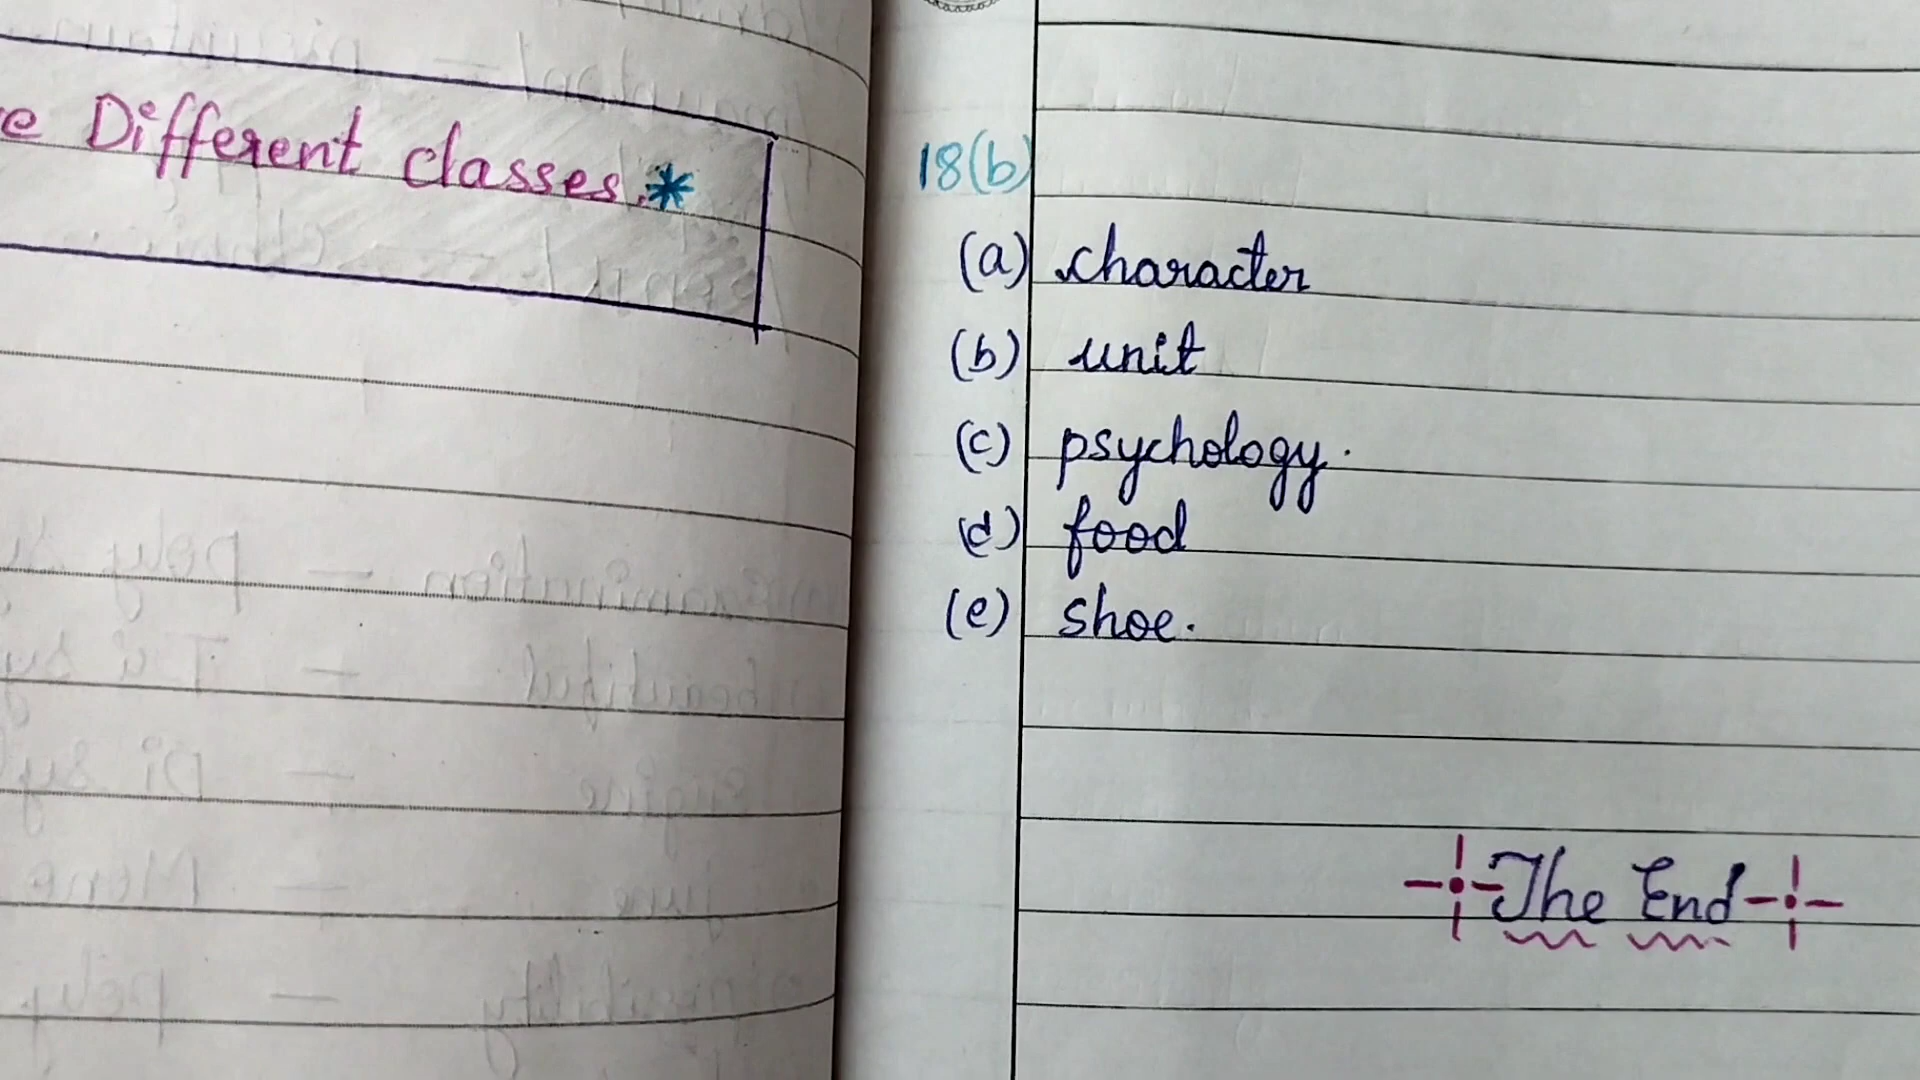 e Different classes.*
18(b)
(a) character
(b) unit
(c) psychology.
(d) food
(e) shoe.
The End